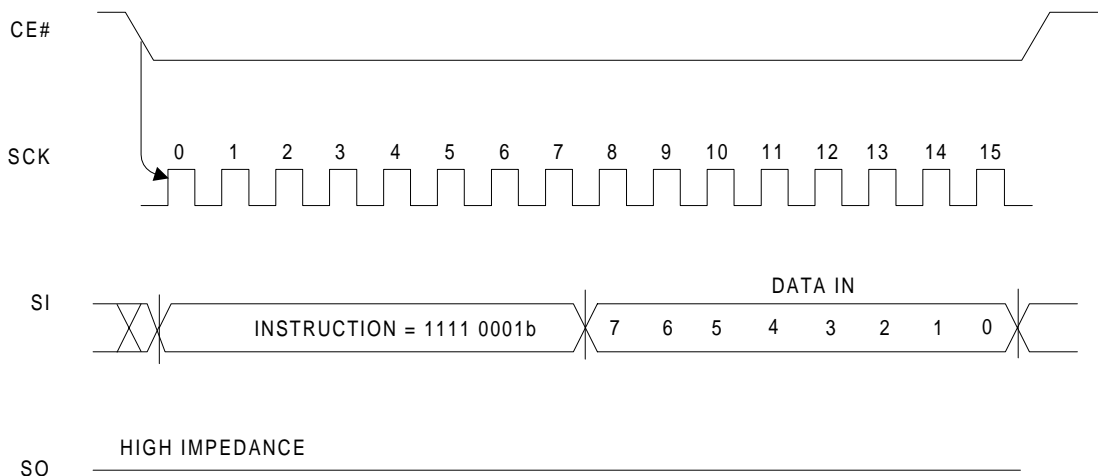 CE#
SCK
0 1 2 3 4 5 6 7 8 9 10 11 12 13 14 15
DATA IN
SI
INSTRUCTION = 1111 0001b 7 6 5 4 3 2 1 0
HIGH IMPEDANCE
SO